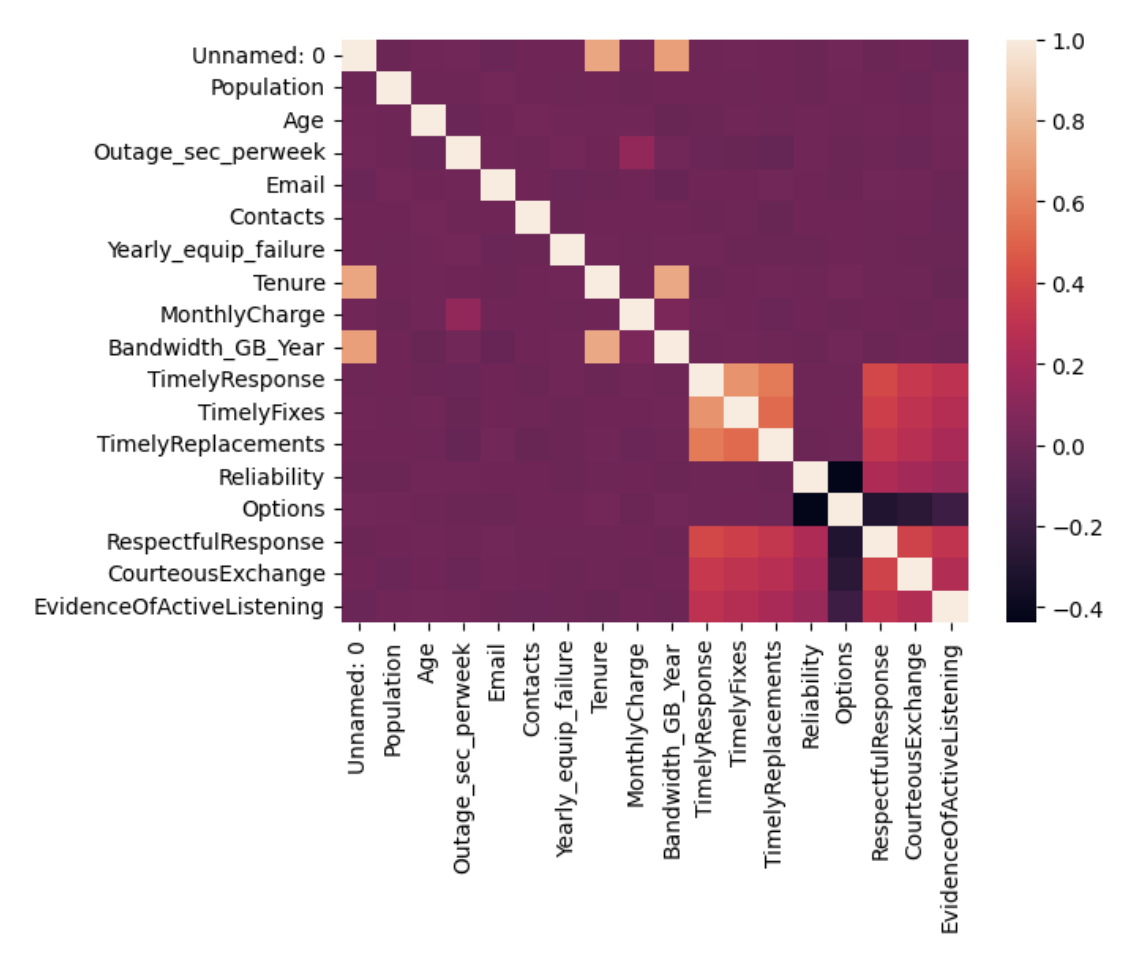 Unnamed: 0
Population
Age
Outage_sec_perweek
Email
Contacts
Yearly_equip_failure
Tenure
MonthlyCharge
Bandwidth_GB_Year
TimelyResponse
TimelyFixes
TimelyReplacements
Reliability
Options
RespectfulResponse
CourteousExchange
EvidenceOfActiveListening
Unnamed: 0
Population
Age
Outage_sec_perweek
Email
Contacts
Yearly_equip_failure
Tenure
MonthlyCharge
Bandwidth_GB_Year
TimelyResponse
TimelyFixes
TimelyReplacements
Reliability
Options
RespectfulResponse
CourteousExchange
EvidenceOfActiveListening
1.0
0.8
0.6
0.4
0.2
0.0
−0.2
−0.4